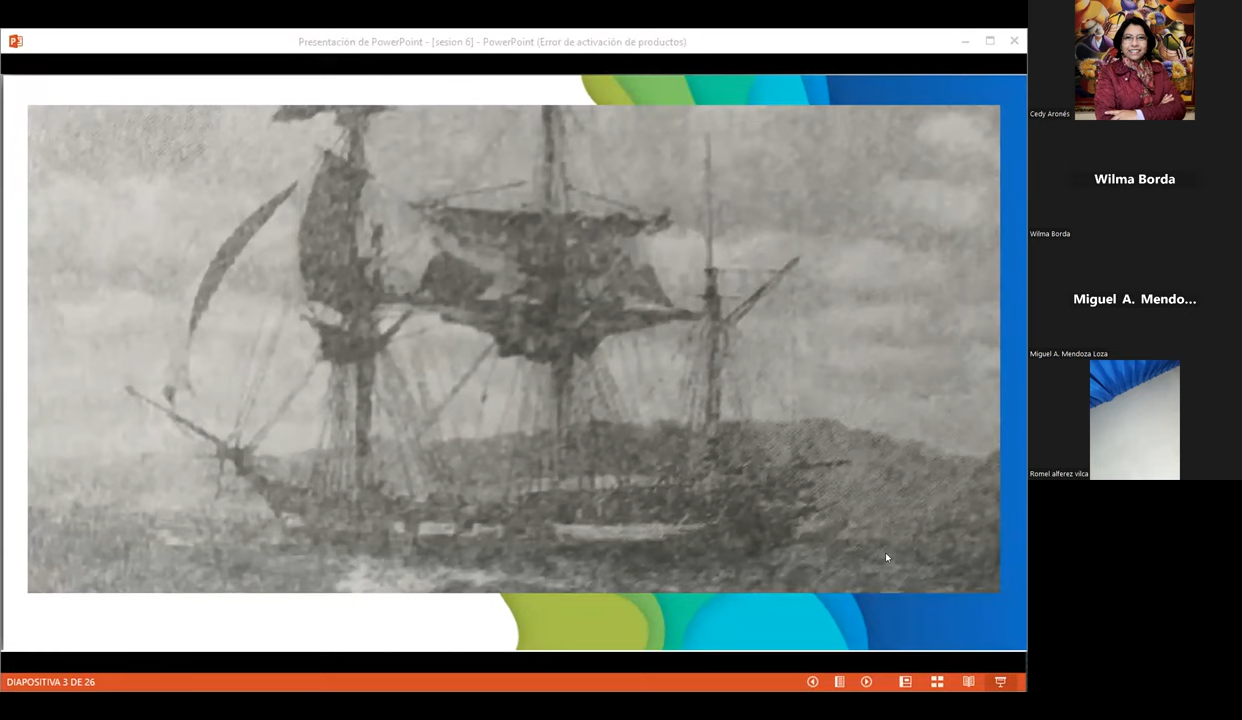 Presentación de PowerPoint - [sesion 6] - PowerPoint (Error de activación de productos)
Cedy Aronés
Wilma Borda
Wilma Borda
Miguel A. Mendo...
Miguel A. Mendoza Loza
Romel alferez vilca
DIAPOSITIVA 3 DE 26